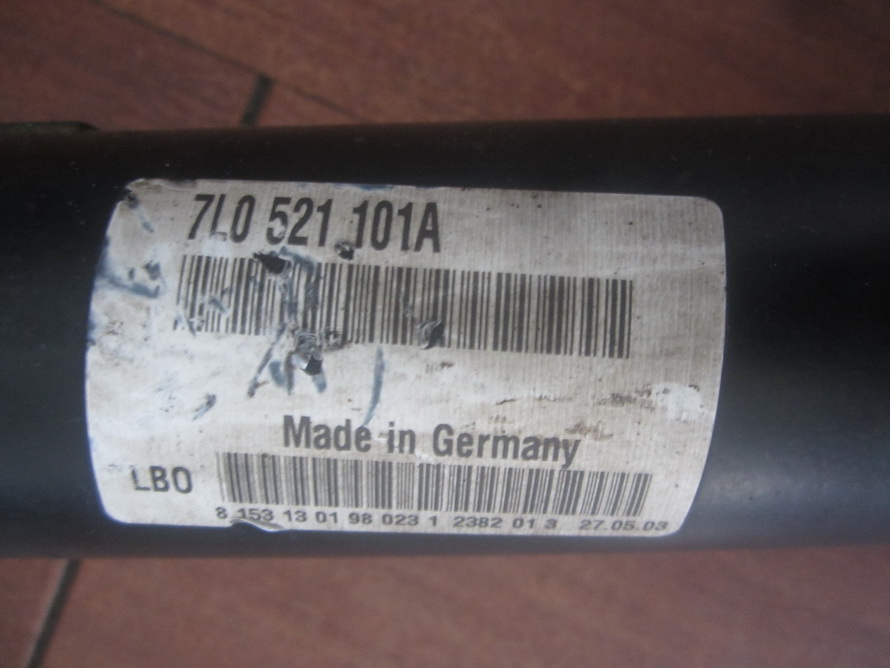 7L0 521 101A
Made in Germany
LBO
8 153 13 01 98 023 1 2382 01 3 27.05.03